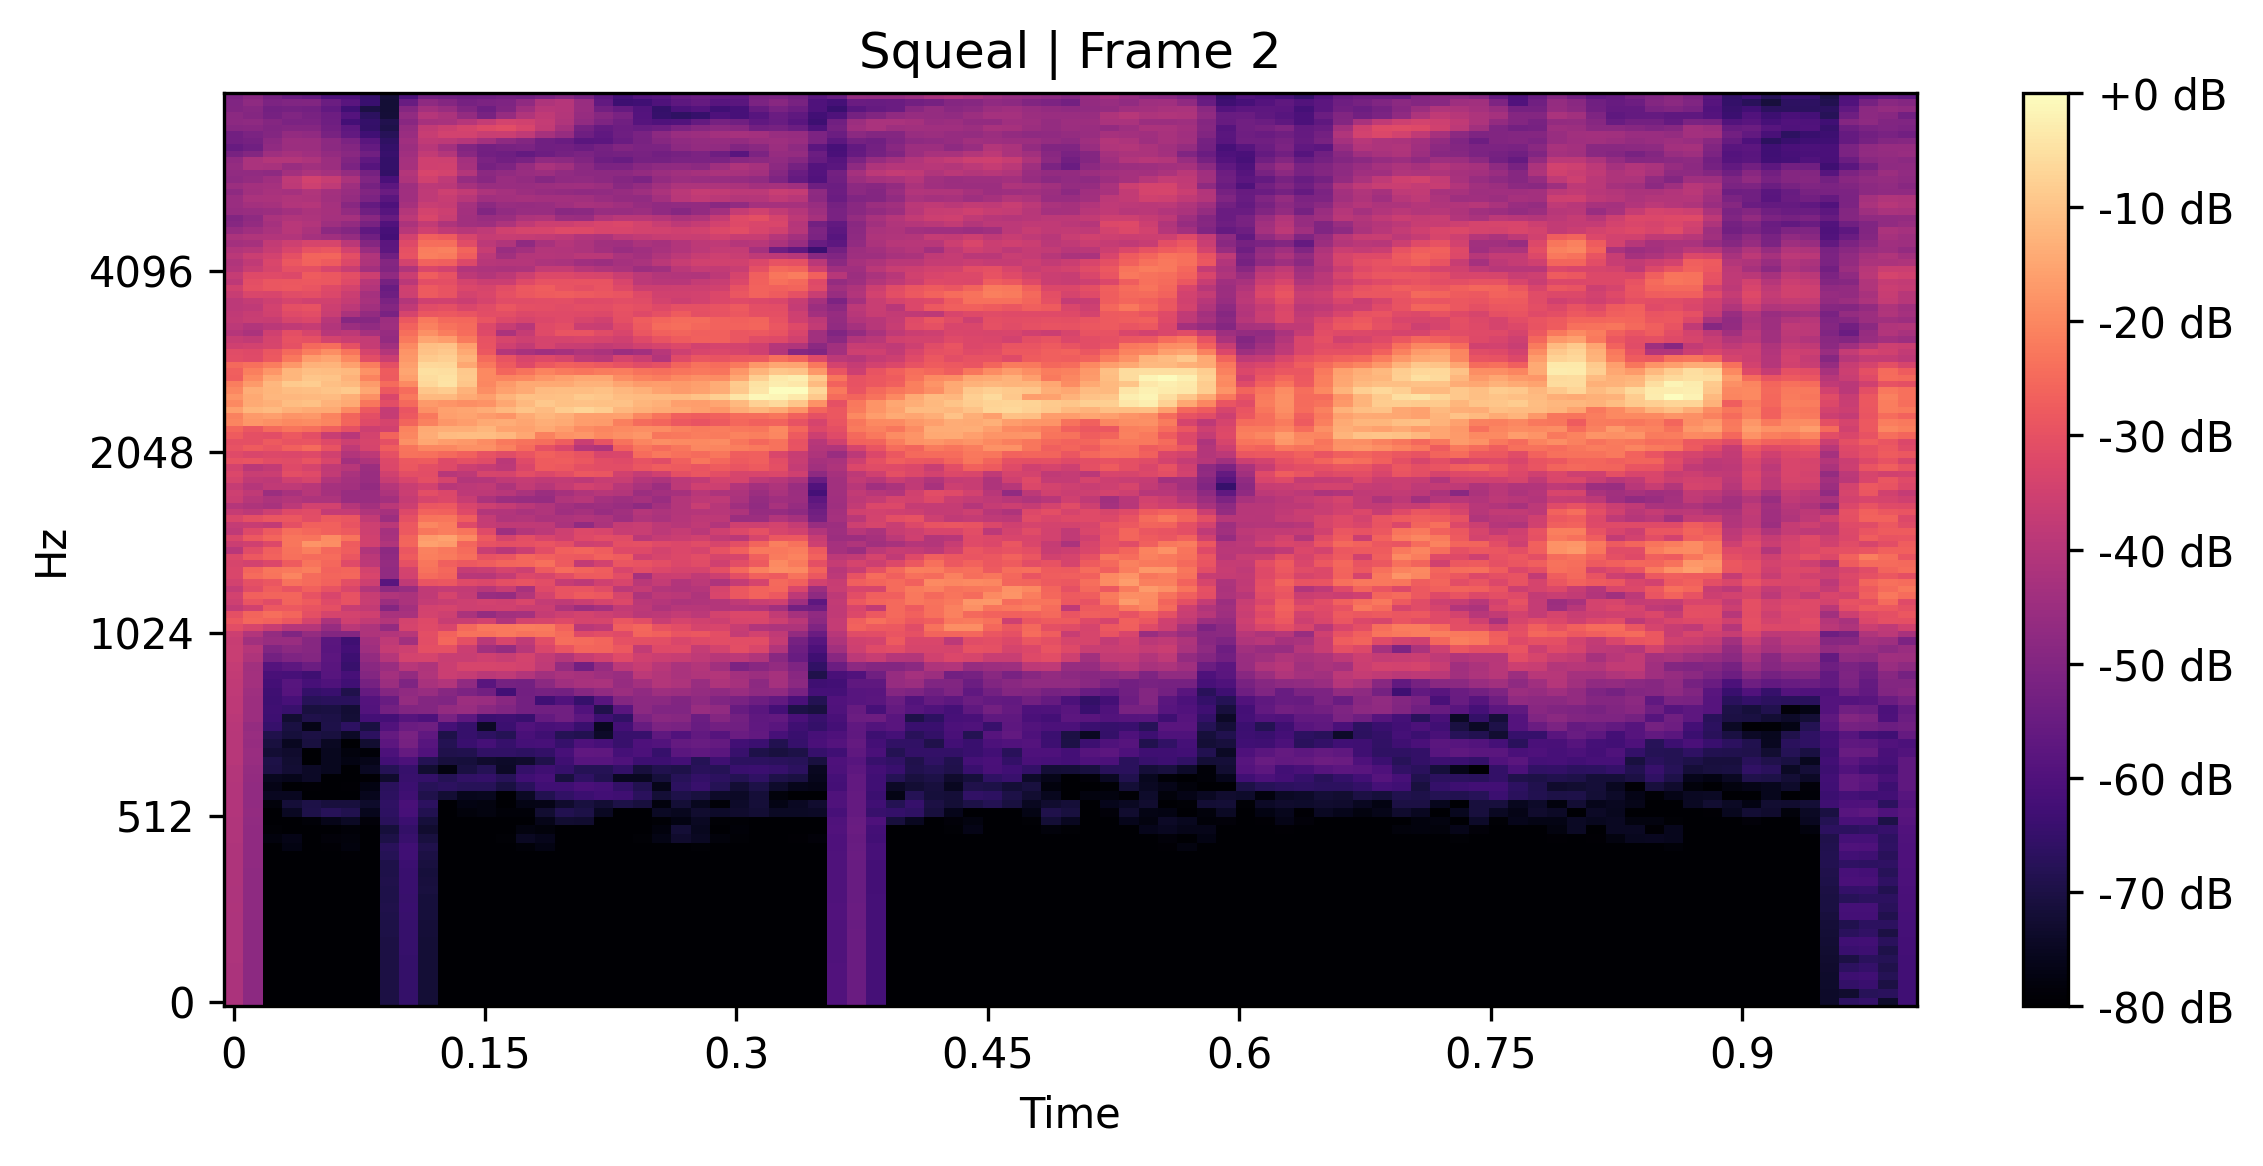 Squeal | Frame 2
+0 dB
-10 dB
-20 dB
-30 dB
-40 dB
-50 dB
-60 dB
-70 dB
-80 dB
Hz
4096
2048
1024
512
0
0 0.15 0.3 0.45 0.6 0.75 0.9
Time